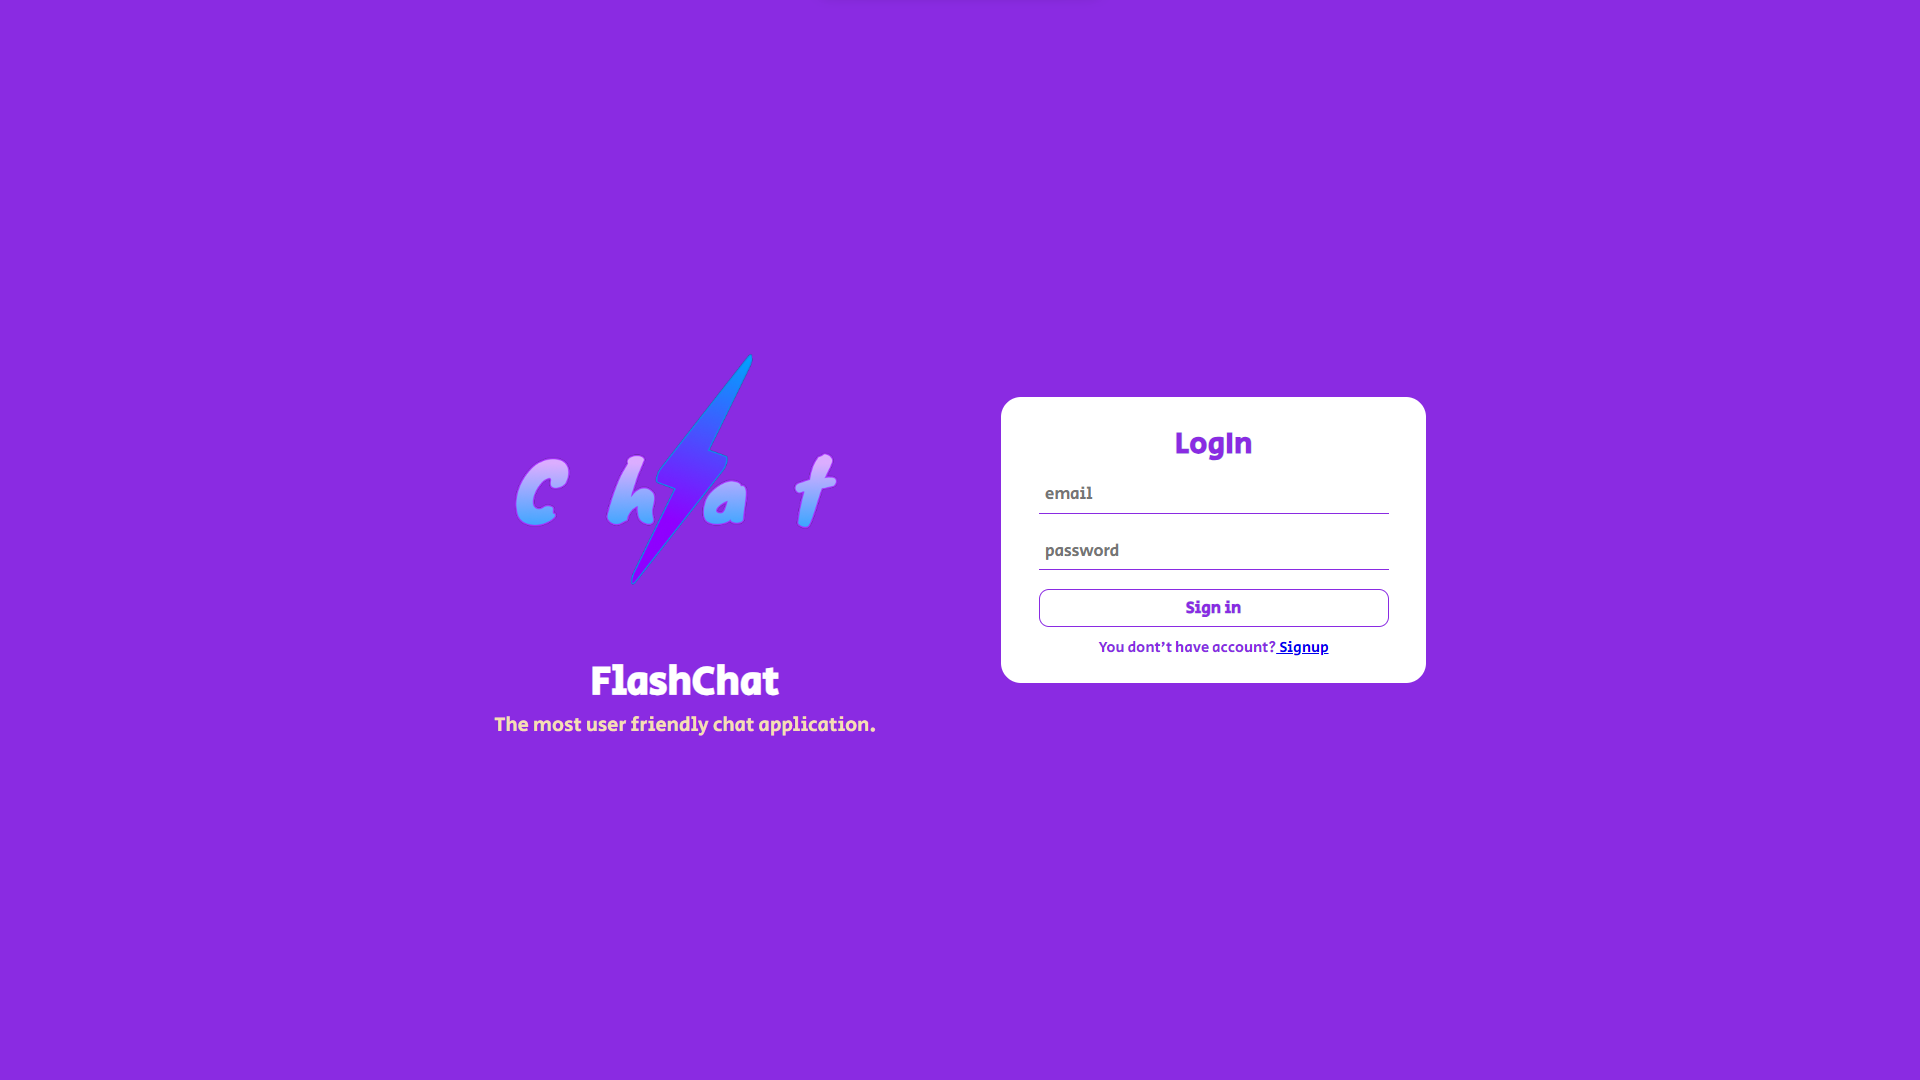 Chat
FlashChat
The most user friendly chat application.
LogIn
email
password
Sign in
You dont't have account? Signup